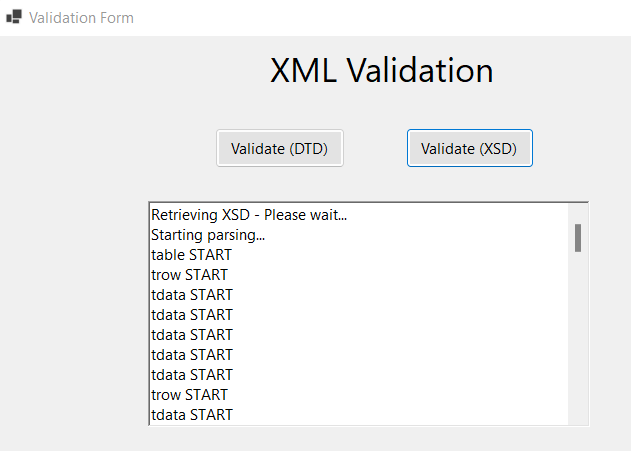 Validation Form
XML Validation
Validate (DTD)
Validate (XSD)
Retrieving XSD - Please wait...
Starting parsing...
table START
trow START
tdata START
tdata START
tdata START
tdata START
tdata START
trow START
tdata START